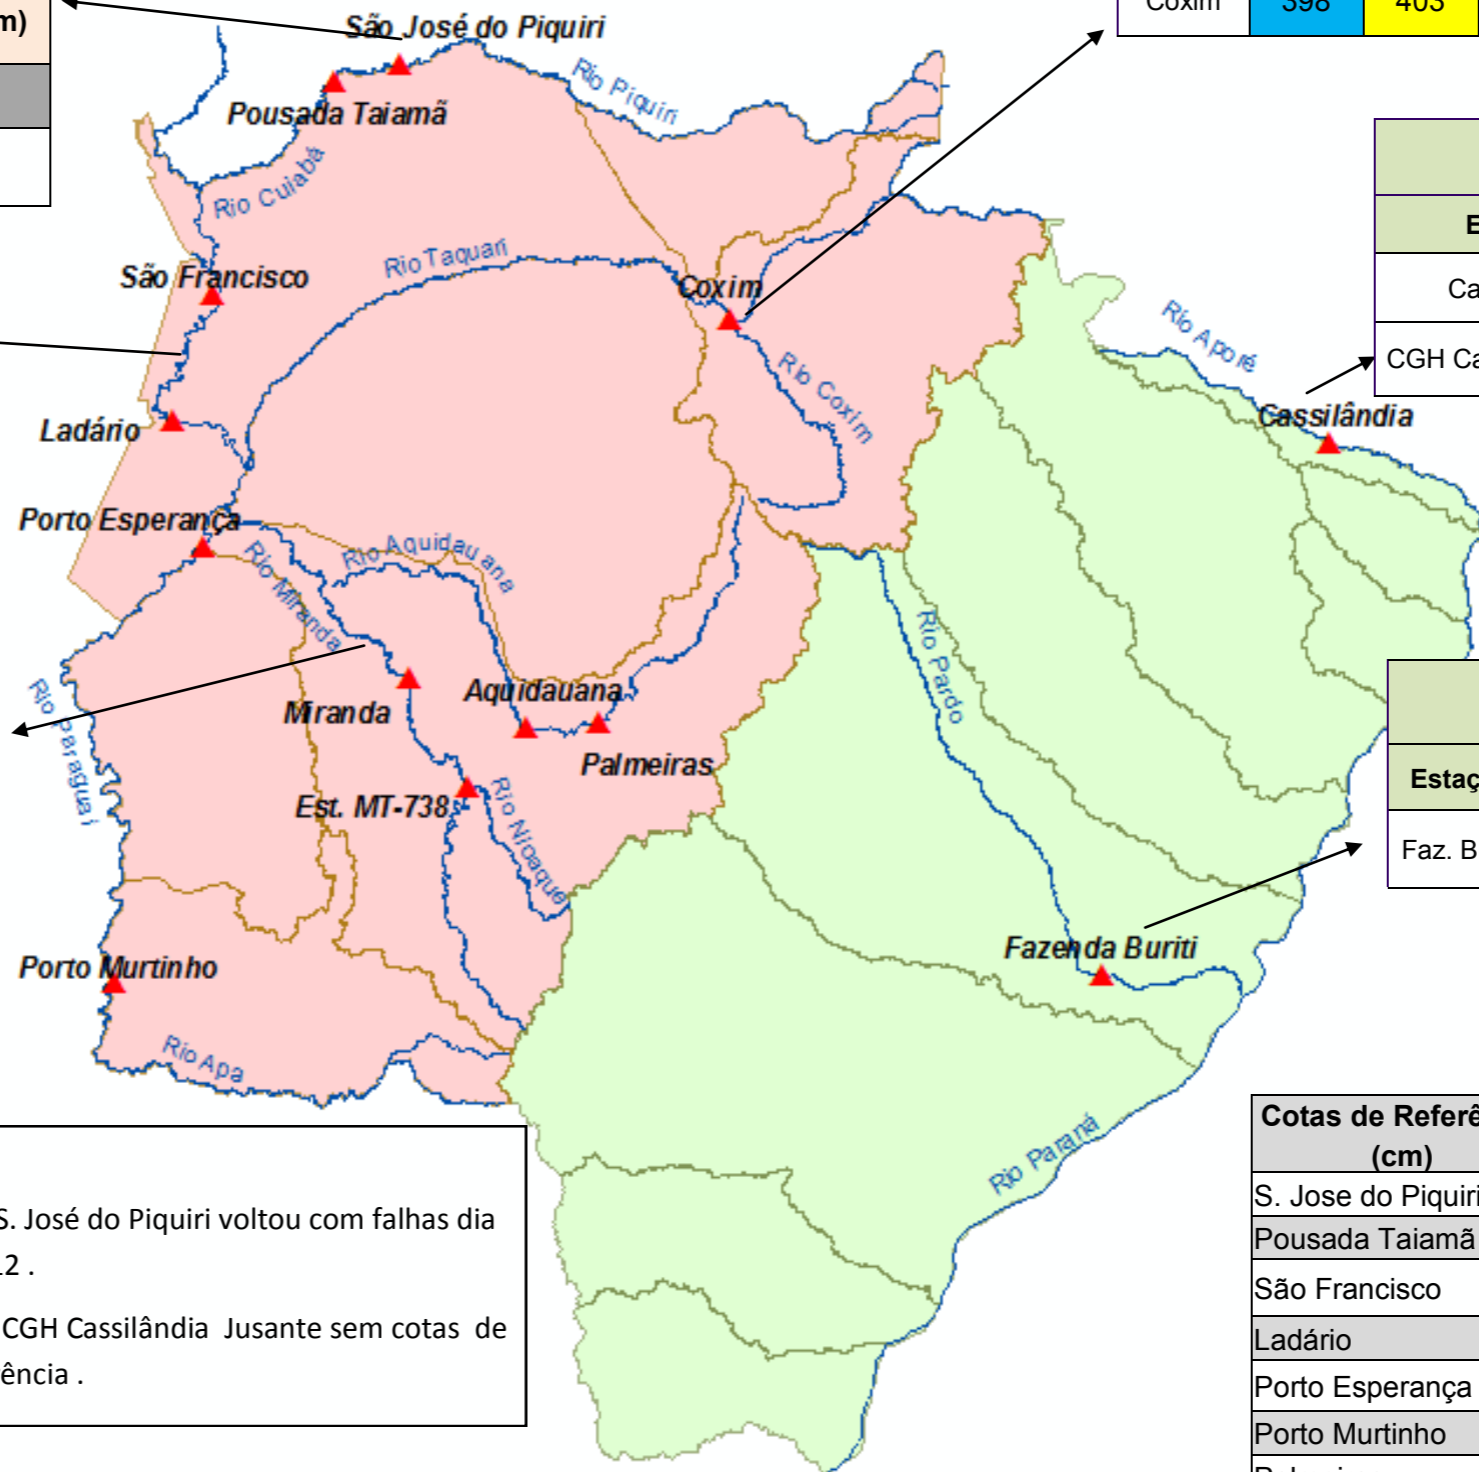 m)
Coxim 398 403
São José do Piquiri
Pousada Taiamã
Rio Piquiri
Rio Cuiabá
Rio Taquari
São Francisco
Coxim
Rio Coxim
Rio Aporé
Cassilândia
E
Ca
CGH Ca
Ladário
Porto Esperança
Rio Miranda
Rio Aquidauana
Rio Paraguai
Miranda
Aquidauana
Palmeiras
Est. MT-738
Rio Nioaque
Rio Pardo
Estaç
Faz. B
Fazenda Buriti
Porto Murtinho
Rio Apa
Rio Paraná
S. José do Piquiri voltou com falhas dia
12 .
CGH Cassilândia Jusante sem cotas de
ência .
Cotas de Referê
(cm)
S. Jose do Piquiri
Pousada Taiamã
São Francisco
Ladário
Porto Esperança
Porto Murtinho